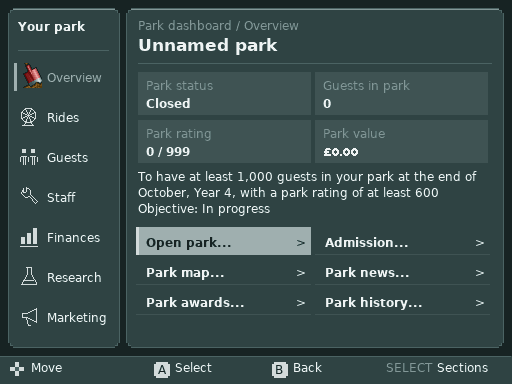 Your park
Overview
Rides
Guests
Staff
Finances
Research
Marketing
Park dashboard / Overview
Unnamed park
Park status
Closed
Guests in park
0
Park rating
0 / 999
Park value
£0.00
To have at least 1,000 guests in your park at the end of
October, Year 4, with a park rating of at least 600
Objective: In progress
Open park... >
Admission... >
Park map... >
Park news... >
Park awards... >
Park history... >
Move
A Select
B Back
SELECT Sections